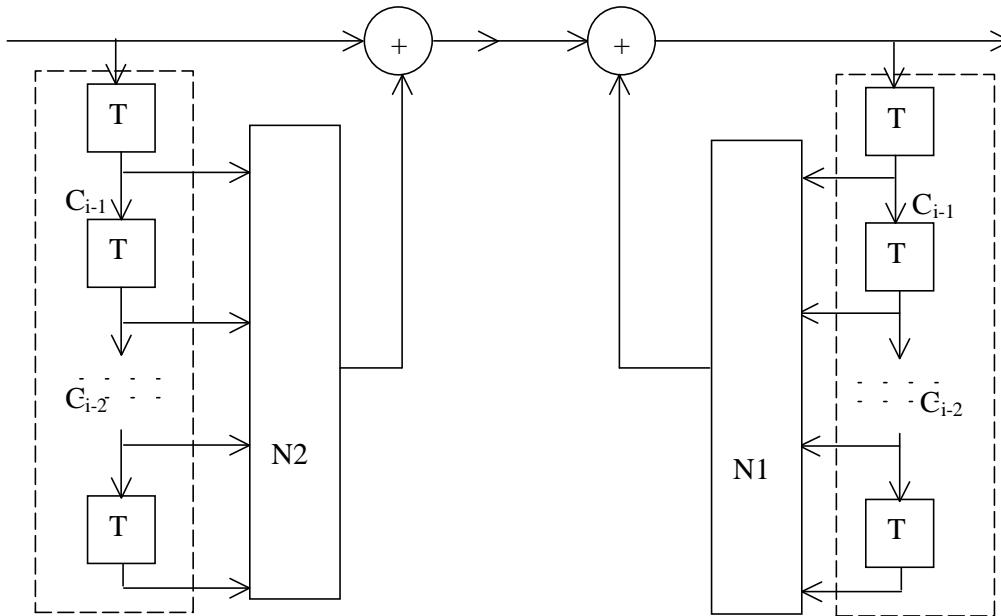 + +
T T
C_{i-1} C_{i-1}
T T
C_{i-2} C_{i-2}
N2 N1
T T